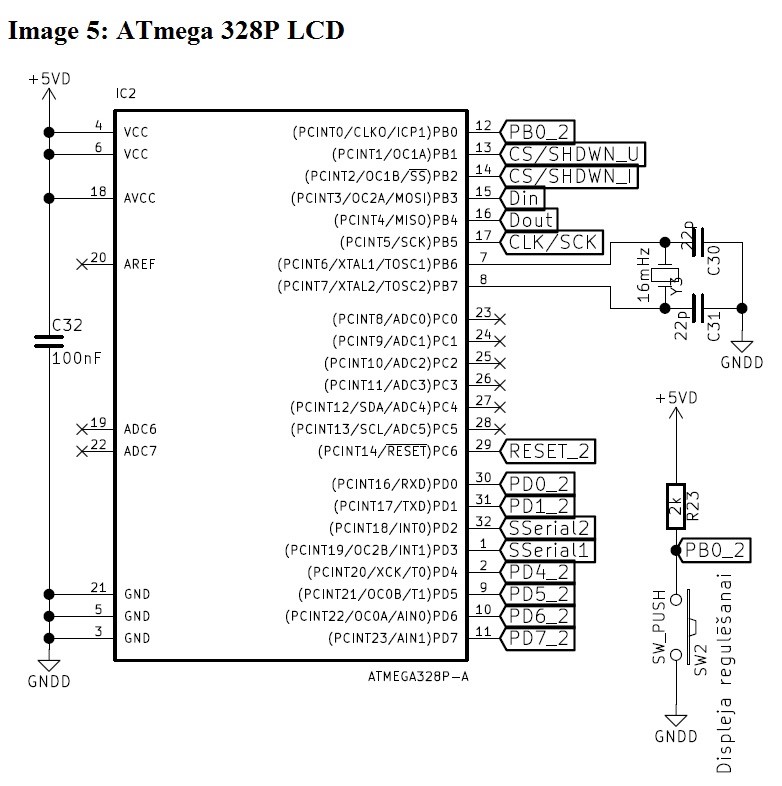 Image 5: ATmega 328P LCD
+5VD
IC2
4 VCC
6 VCC
18 AVCC
20 AREF
C32
100nF
19 ADC6
22 ADC7
21 GND
5 GND
3 GND
GNDD
(PCINT0/CLKO/ICP1)PB0 12 PB0_2
(PCINT1/OC1A)PB1 13 CS/SHDWN_U
(PCINT2/OC1B/SS)PB2 14 CS/SHDWN_I
(PCINT3/OC2A/MOSI)PB3 15 Din
(PCINT4/MISO)PB4 16 Dout
(PCINT5/SCK)PB5 17 CLK/SCK
(PCINT6/XTAL1/TOSC1)PB6 7
(PCINT7/XTAL2/TOSC2)PB7 8
(PCINT8/ADC0)PC0 23
(PCINT9/ADC1)PC1 24
(PCINT10/ADC2)PC2 25
(PCINT11/ADC3)PC3 26
(PCINT12/SDA/ADC4)PC4 27
(PCINT13/SCL/ADC5)PC5 28
(PCINT14/RESET)PC6 29 RESET_2
(PCINT16/RXD)PD0 30 PD0_2
(PCINT17/TXD)PD1 31 PD1_2
(PCINT18/INT0)PD2 32 SSerial2
(PCINT19/OC2B/INT1)PD3 1 SSerial1
(PCINT20/XCK/T0)PD4 2 PD4_2
(PCINT21/OC0B/T1)PD5 9 PD5_2
(PCINT22/OC0A/AIN0)PD6 10 PD6_2
(PCINT23/AIN1)PD7 11 PD7_2
ATMEGA328P-A
22p
C30
16mHz
Y3
22p
C31
GNDD
+5VD
2k
R23
PB0_2
SW_PUSH
SW2
GNDD
Displeja regulēšanai